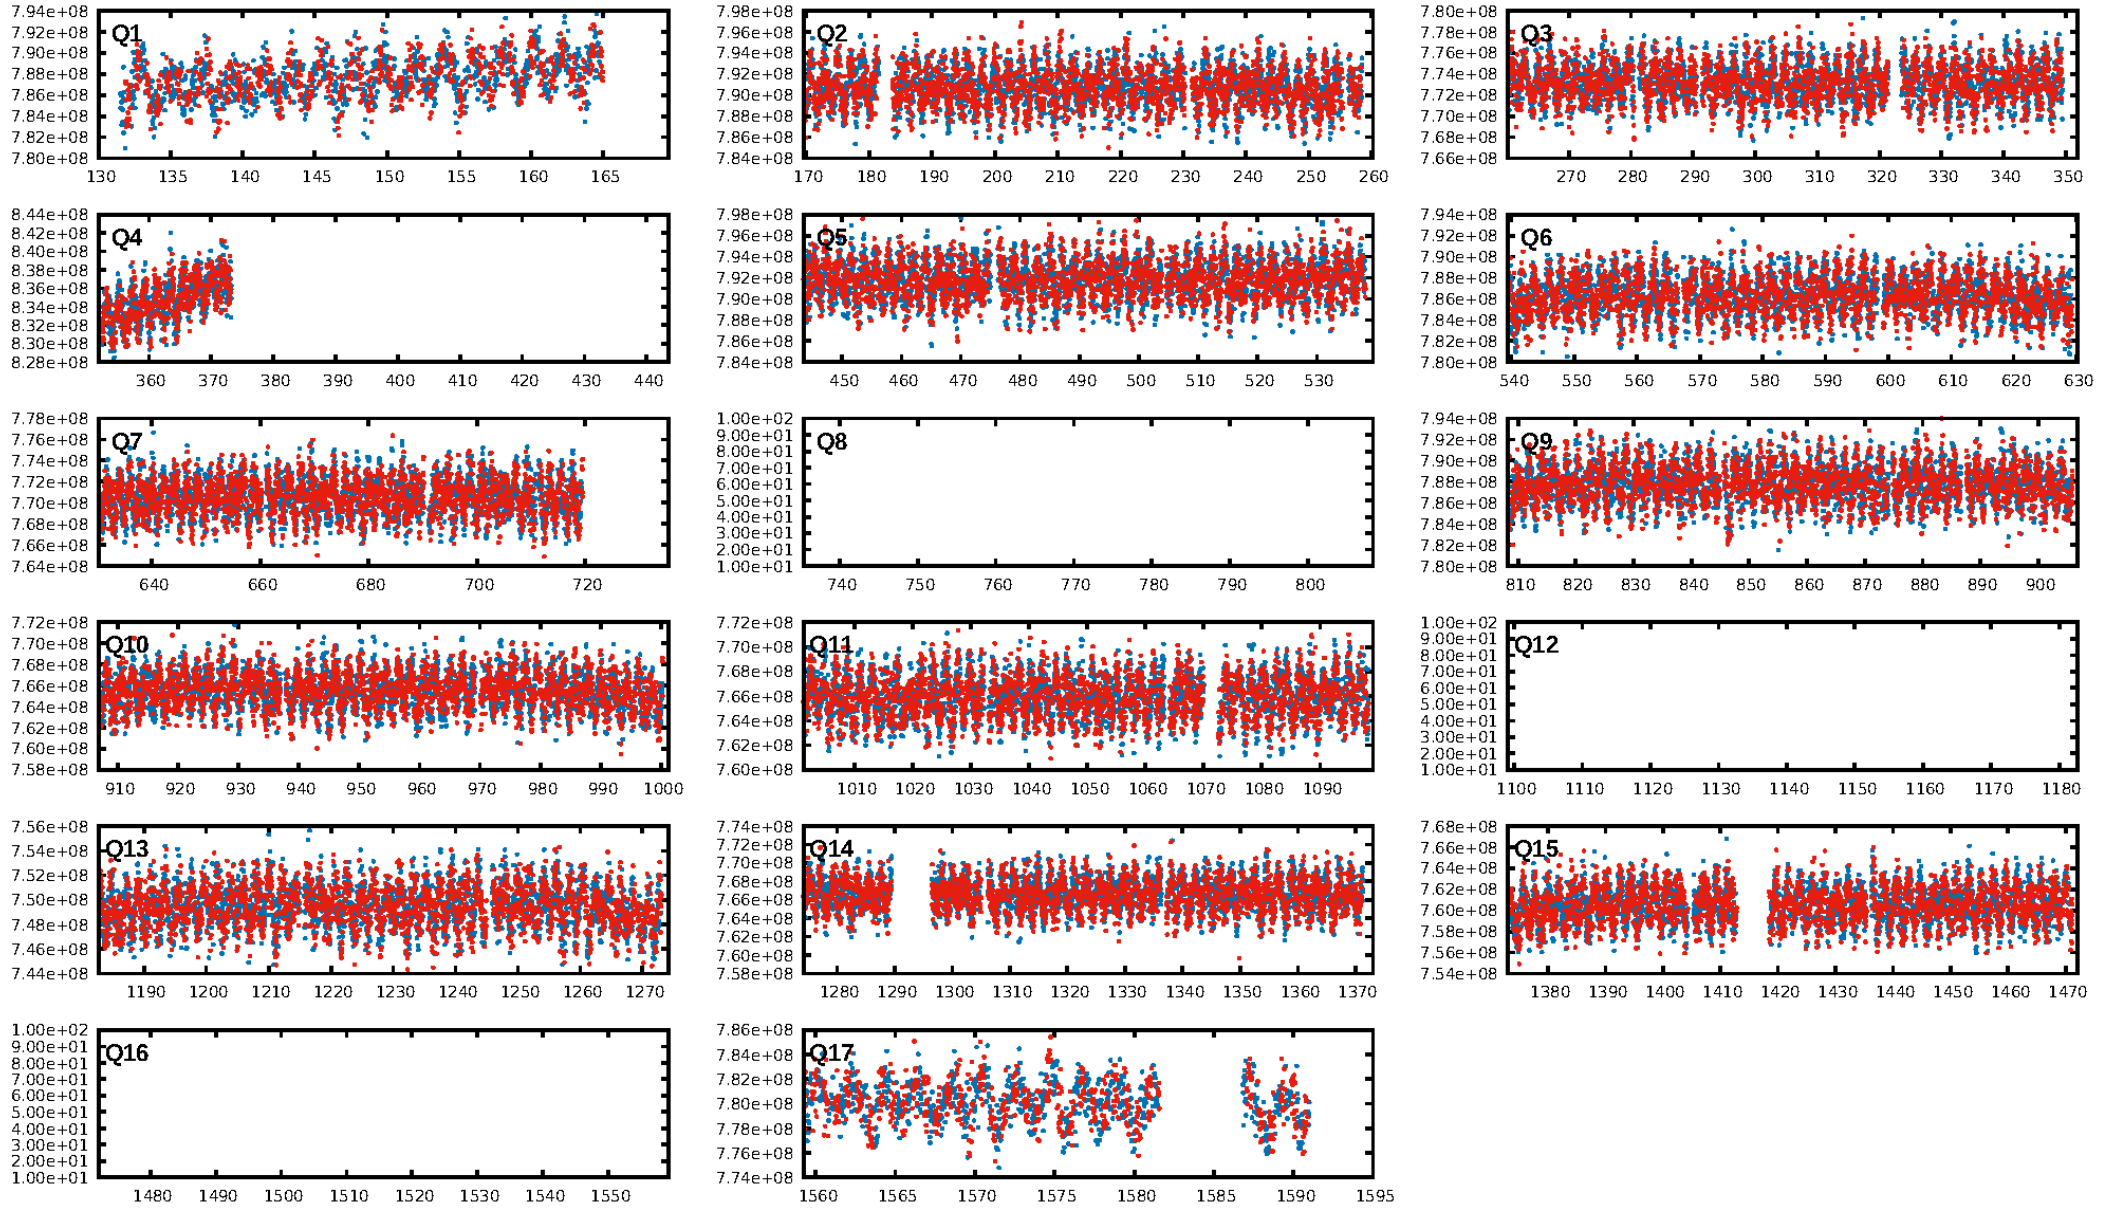 7.94e+08 7.92e+08 7.90e+08 7.88e+08 7.86e+08 7.84e+08 7.82e+08 7.80e+08
Q1
130 135 140 145 150 155 160 165
7.98e+08 7.96e+08 7.94e+08 7.92e+08 7.90e+08 7.88e+08 7.86e+08 7.84e+08
Q2
170 180 190 200 210 220 230 240 250 260
7.80e+08 7.78e+08 7.76e+08 7.74e+08 7.72e+08 7.70e+08 7.68e+08 7.66e+08
Q3
270 280 290 300 310 320 330 340 350
8.44e+08 8.42e+08 8.40e+08 8.38e+08 8.36e+08 8.34e+08 8.32e+08 8.30e+08 8.28e+08
Q4
360 370 380 390 400 410 420 430 440
7.98e+08 7.96e+08 7.94e+08 7.92e+08 7.90e+08 7.88e+08 7.86e+08 7.84e+08
Q5
450 460 470 480 490 500 510 520 530
7.94e+08 7.92e+08 7.90e+08 7.88e+08 7.86e+08 7.84e+08 7.82e+08 7.80e+08
Q6
540 550 560 570 580 590 600 610 620 630
7.78e+08 7.76e+08 7.74e+08 7.72e+08 7.70e+08 7.68e+08 7.66e+08 7.64e+08
Q7
640 660 680 700 720
1.00e+02 9.00e+01 8.00e+01 7.00e+01 6.00e+01 5.00e+01 4.00e+01 3.00e+01 2.00e+01 1.00e+01
Q8
740 750 760 770 780 790 800
7.94e+08 7.92e+08 7.90e+08 7.88e+08 7.86e+08 7.84e+08 7.82e+08 7.80e+08
Q9
810 820 830 840 850 860 870 880 890 900
7.72e+08 7.70e+08 7.68e+08 7.66e+08 7.64e+08 7.62e+08 7.60e+08 7.58e+08
Q10
910 920 930 940 950 960 970 980 990 1000
7.72e+08 7.70e+08 7.68e+08 7.66e+08 7.64e+08 7.62e+08 7.60e+08
Q11
1010 1020 1030 1040 1050 1060 1070 1080 1090
1.00e+02 9.00e+01 8.00e+01 7.00e+01 6.00e+01 5.00e+01 4.00e+01 3.00e+01 2.00e+01 1.00e+01
Q12
1100 1110 1120 1130 1140 1150 1160 1170 1180
7.56e+08 7.54e+08 7.52e+08 7.50e+08 7.48e+08 7.46e+08 7.44e+08
Q13
1190 1200 1210 1220 1230 1240 1250 1260 1270
7.74e+08 7.72e+08 7.70e+08 7.68e+08 7.66e+08 7.64e+08 7.62e+08 7.60e+08 7.58e+08
Q14
1280 1290 1300 1310 1320 1330 1340 1350 1360 1370
7.68e+08 7.66e+08 7.64e+08 7.62e+08 7.60e+08 7.58e+08 7.56e+08 7.54e+08
Q15
1380 1390 1400 1410 1420 1430 1440 1450 1460 1470
1.00e+02 9.00e+01 8.00e+01 7.00e+01 6.00e+01 5.00e+01 4.00e+01 3.00e+01 2.00e+01 1.00e+01
Q16
1480 1490 1500 1510 1520 1530 1540 1550
7.86e+08 7.84e+08 7.82e+08 7.80e+08 7.78e+08 7.76e+08 7.74e+08
Q17
1560 1565 1570 1575 1580 1585 1590 1595